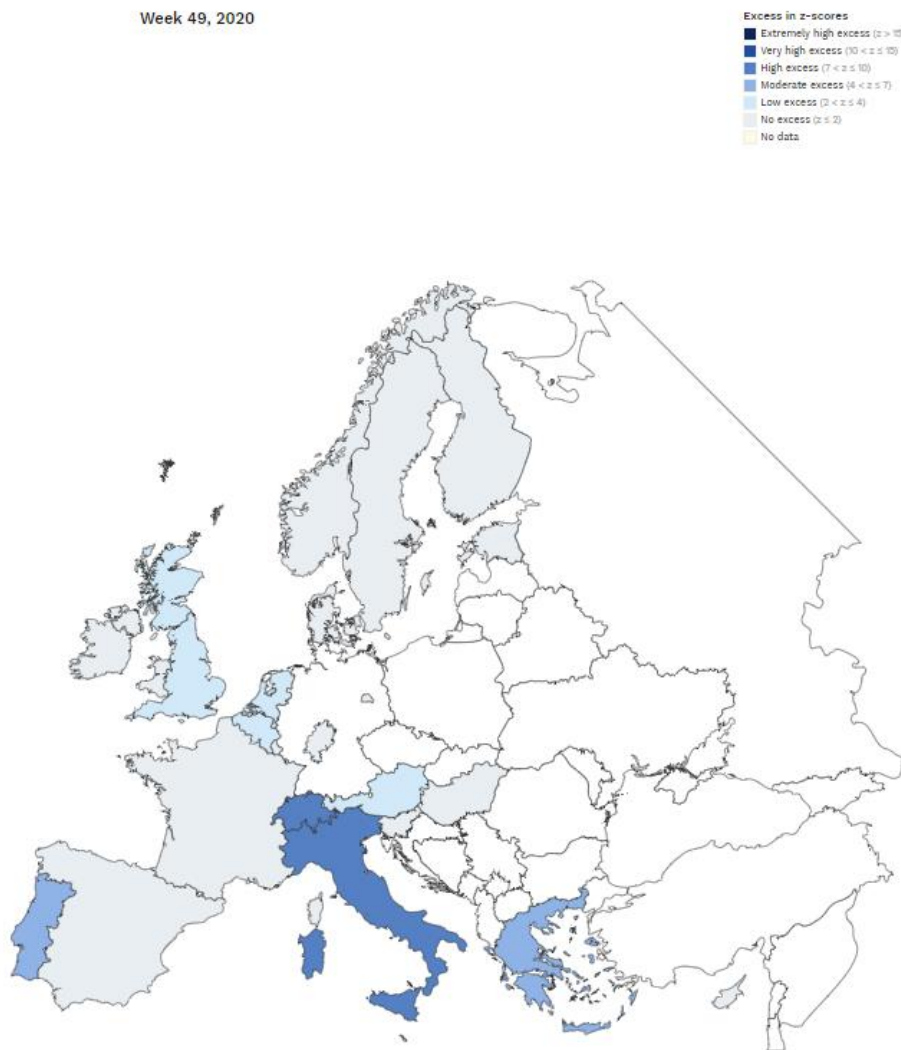 Week 49, 2020
Excess in z-scores
Extremely high excess (z > 15
Very high excess (10 < z ≤ 15)
High excess (7 < z ≤ 10)
Moderate excess (4 < z ≤ 7)
Low excess (2 < z ≤ 4)
No excess (z ≤ 2)
No data